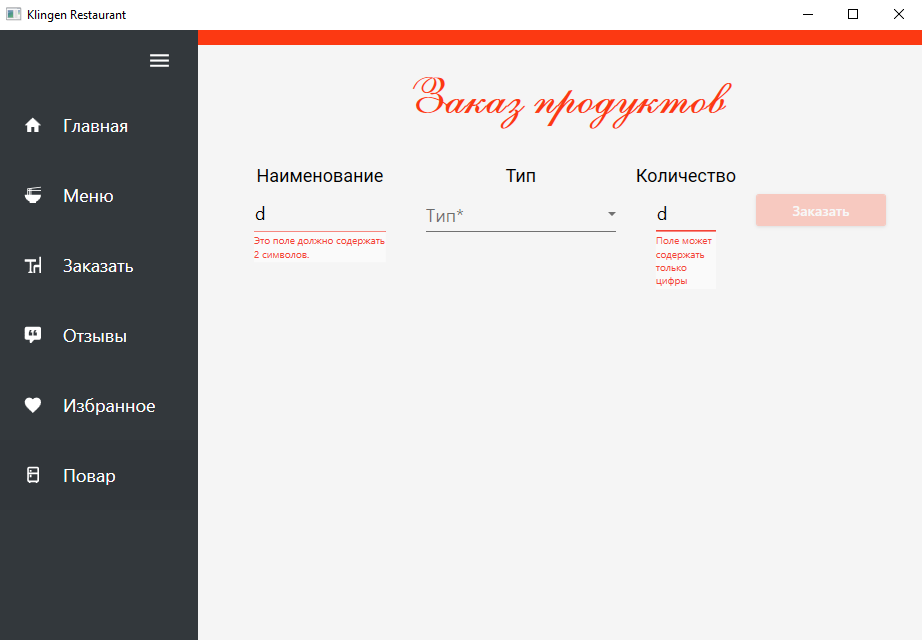 Klingen Restaurant
Главная
Меню
Заказать
Отзывы
Избранное
Повар
Заказ продуктов
Наименование
Тип
Количество
d
Тип*
d
Заказать
Это поле должно содержать
2 символов.
Поле может
содержать
только
цифры